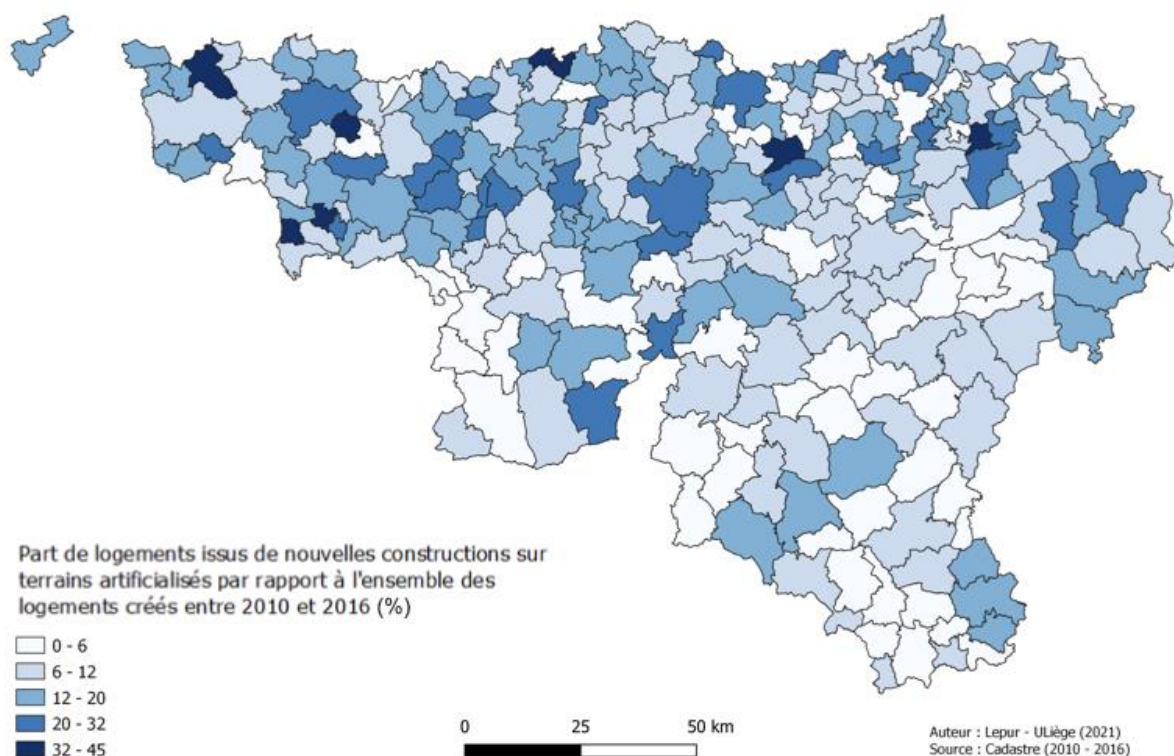 Part de logements issus de nouvelles constructions sur
terrains artificialisés par rapport à l'ensemble des
logements créés entre 2010 et 2016 (%)
0 - 6
6 - 12
12 - 20
20 - 32
32 - 45
0 25 50 km
Auteur : Lepur - ULiège (2021)
Source : Cadastre (2010 - 2016)